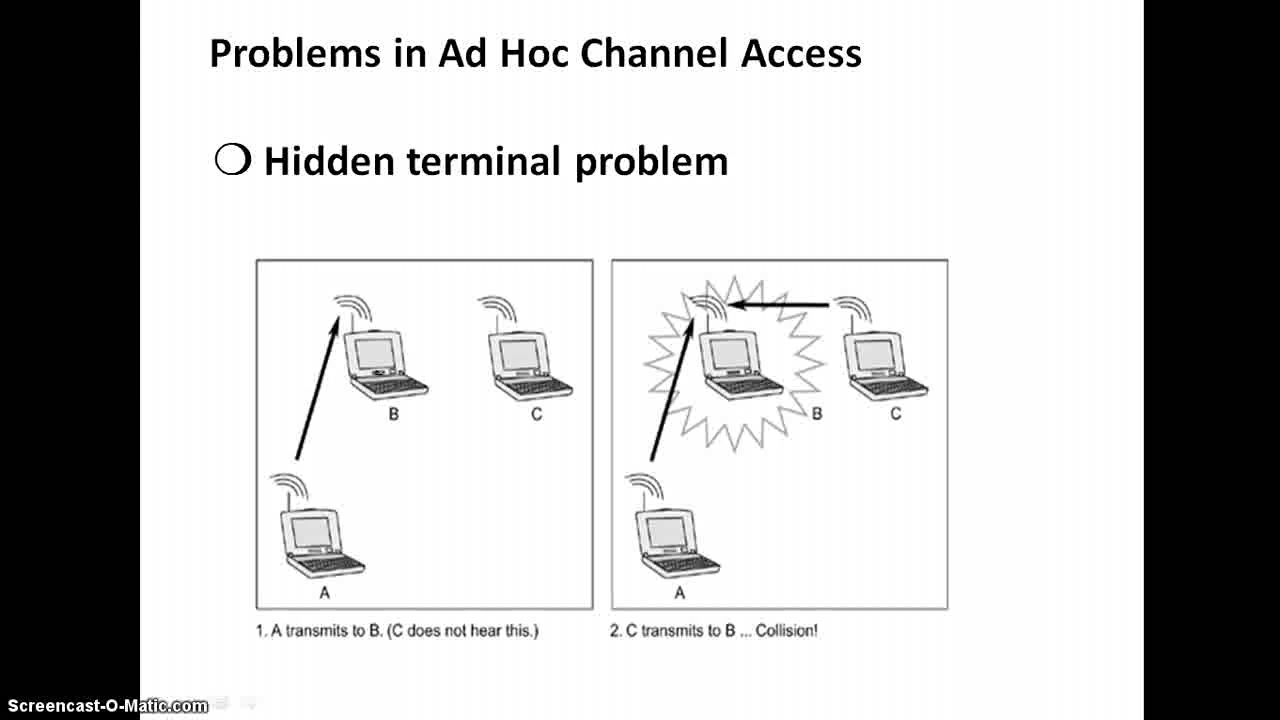 Problems in Ad Hoc Channel Access
❍ Hidden terminal problem
B
C
A
B
C
A
1. A transmits to B. (C does not hear this.)
2. C transmits to B ... Collision!
Screencast-O-Matic.com